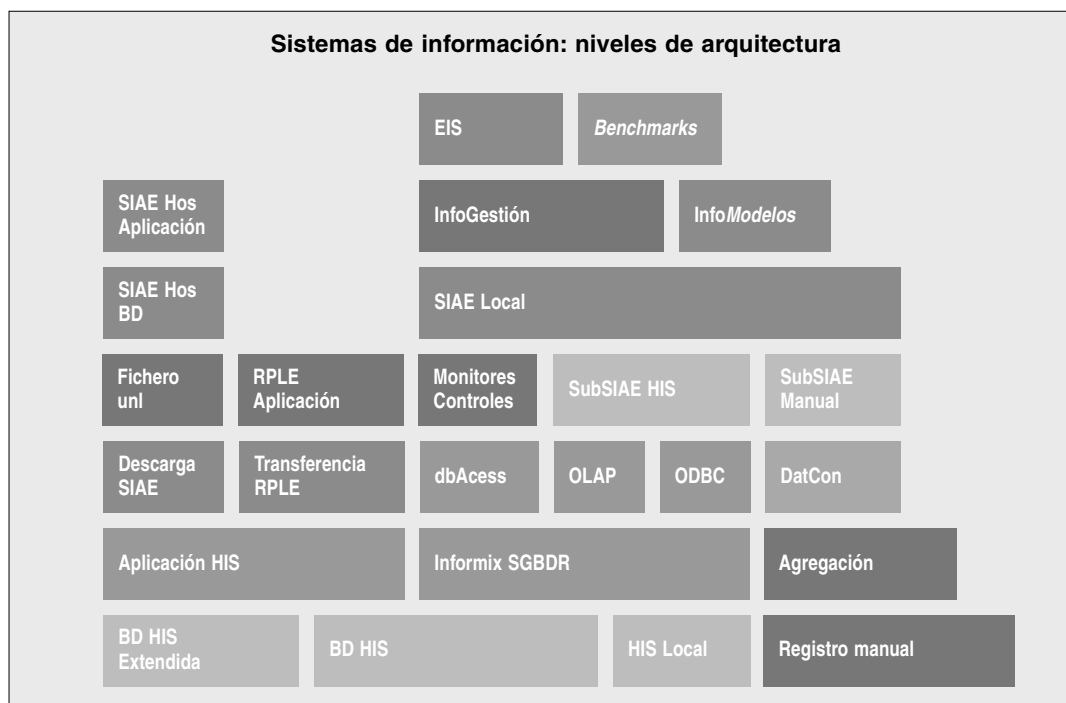 Sistemas de información: niveles de arquitectura
EIS
Benchmarks
SIAE Hos
Aplicación
InfoGestión
InfoModelos
SIAE Hos
BD
SIAE Local
Fichero
unl
RPLE
Aplicación
Monitores
Controles
SubSIAE HIS
SubSIAE
Manual
Descarga
SIAE
Transferencia
RPLE
dbAcess
OLAP
ODBC
DatCon
Aplicación HIS
Informix SGBDR
Agregación
BD HIS
Extendida
BD HIS
HIS Local
Registro manual